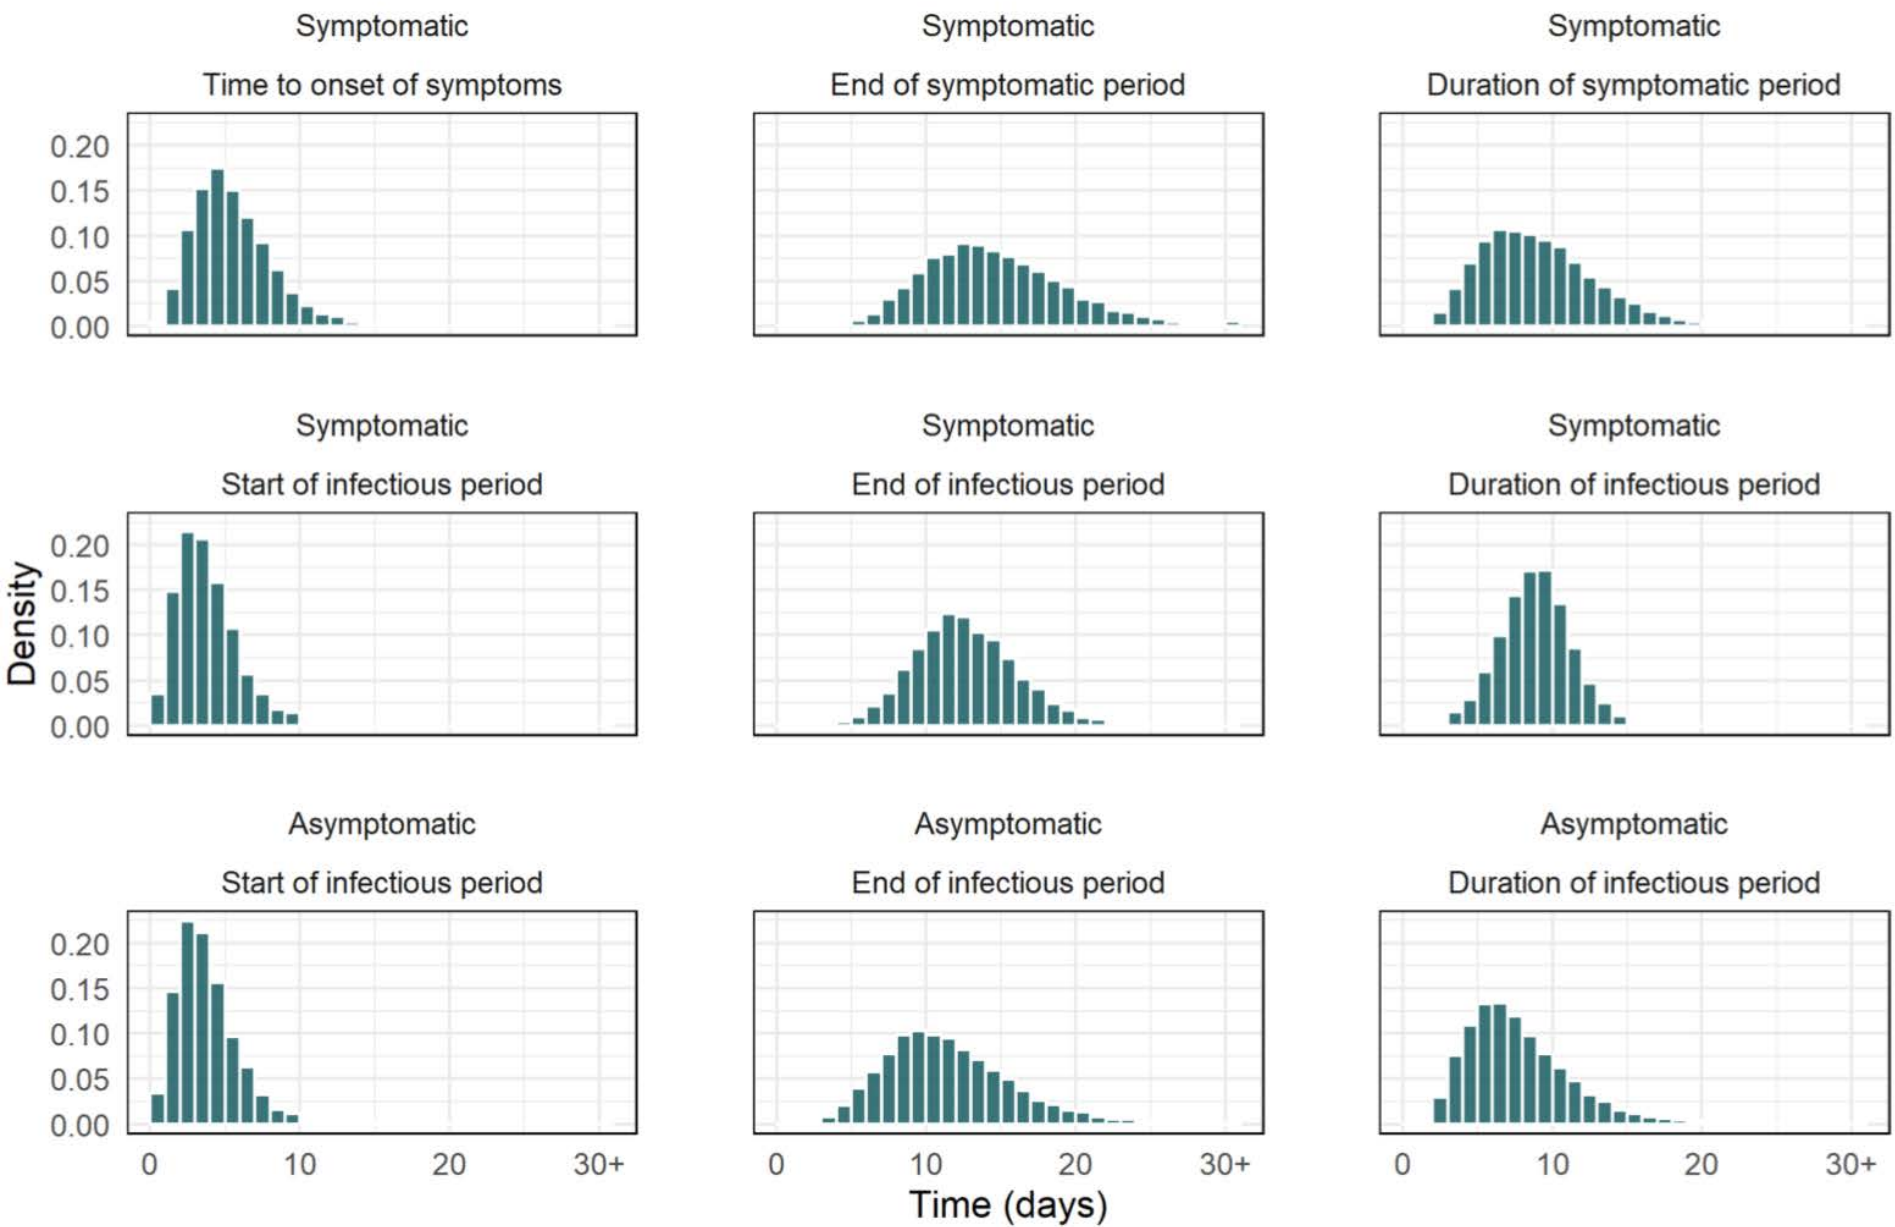 Symptomatic Symptomatic Symptomatic
Time to onset of symptoms End of symptomatic period Duration of symptomatic period
0.20
0.15
0.10
0.05
0.00
Symptomatic Symptomatic Symptomatic
Start of infectious period End of infectious period Duration of infectious period
Density
0.20
0.15
0.10
0.05
0.00
Asymptomatic Asymptomatic Asymptomatic
Start of infectious period End of infectious period Duration of infectious period
0.20
0.15
0.10
0.05
0.00
0 10 20 30+ 0 10 20 30+ 0 10 20 30+
Time (days)